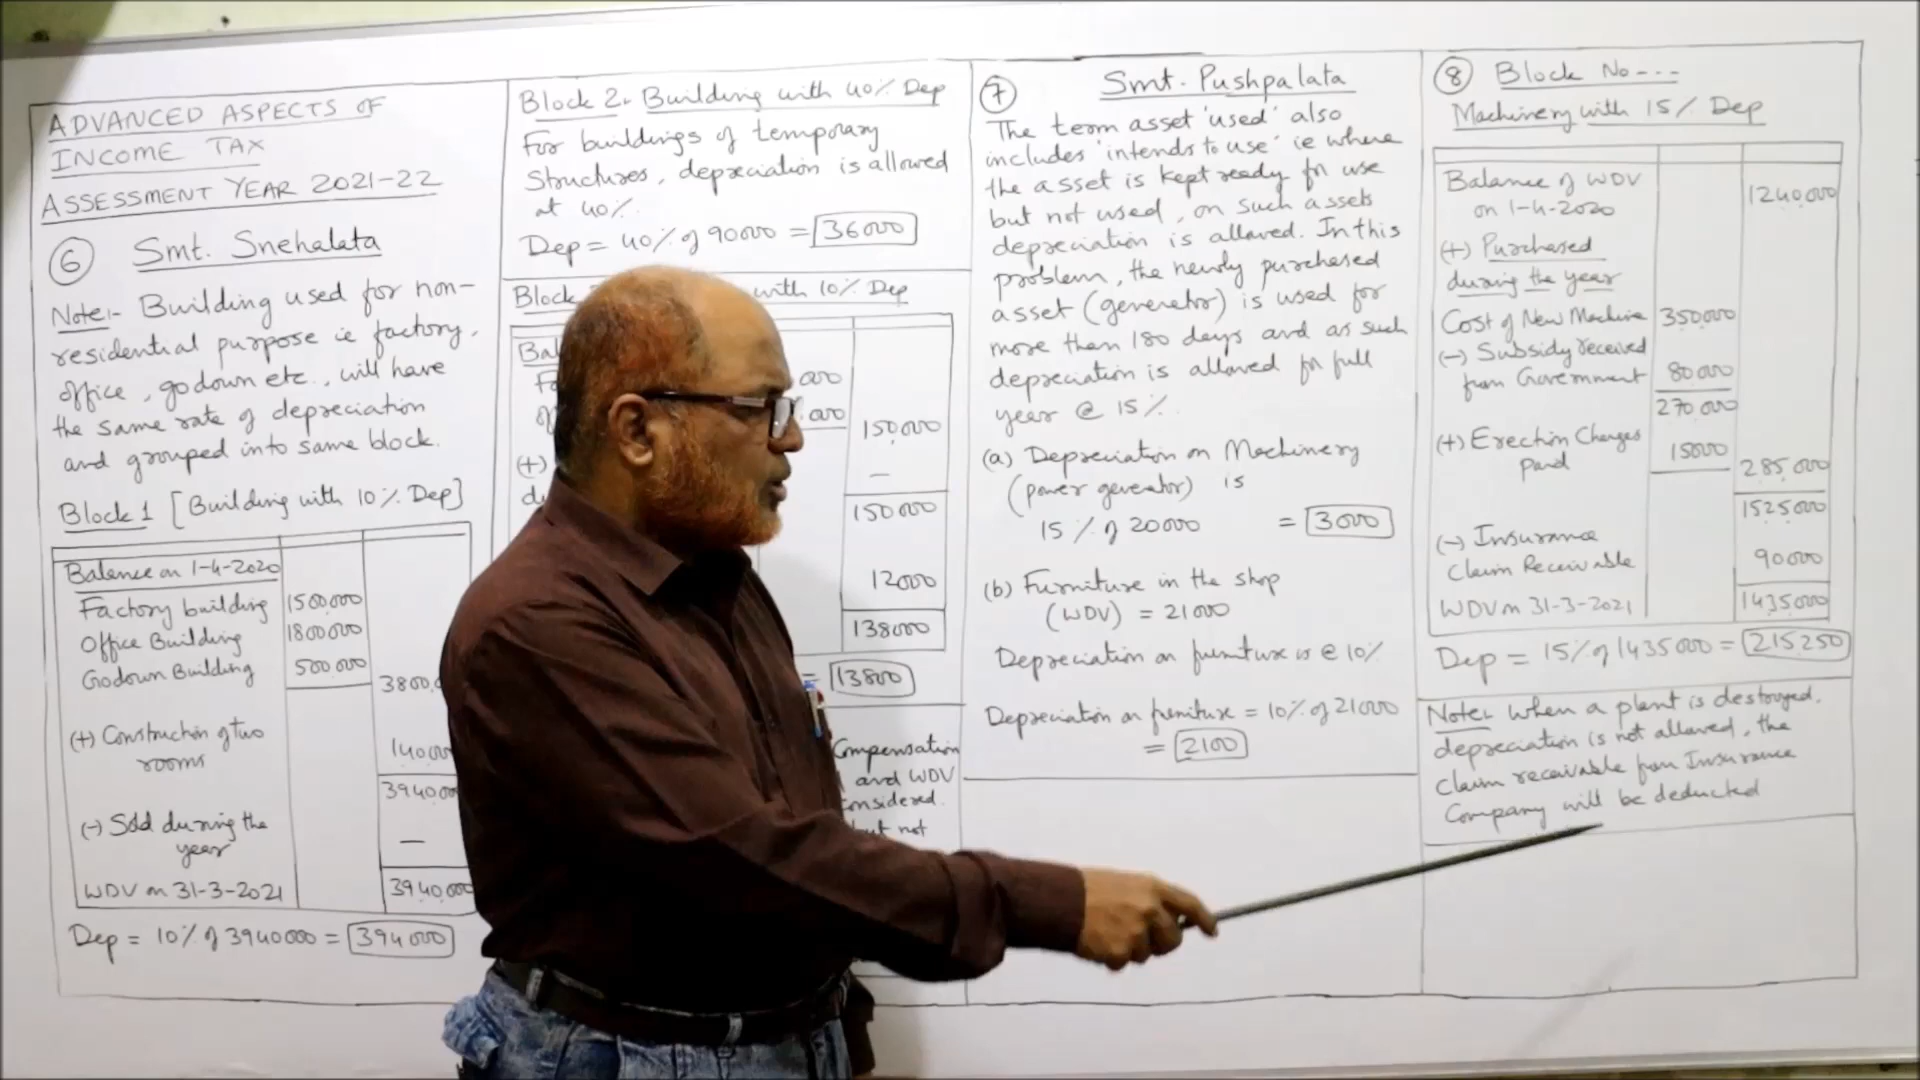 ADVANCED ASPECTS OF
INCOME TAX
ASSESSMENT YEAR 2021-22
6 Smt. Snehalata
Note:- Building used for non-
residential purpose ie factory,
office, godown etc., will have
the same rate of depreciation
and grouped into same block.
Block 1 [Building with 10% Dep]
Balance on 1-4-2020
Factory building 1500000
Office Building 1800000
Godown Building 500000
3800,0
(+) Construction of two
rooms 140000
3940000
(-) Sold during the
year —
WDV on 31-3-2021 3940000
Dep = 10% of 3940000 = 394000
Block 2:- Building with 40% Dep
For buildings of temporary
structures, depreciation is allowed
at 40%.
Dep = 40% of 90000 = 36000
Block with 10% Dep
Bal
000
of 000 150,000
(+)
du —
150000
12000
138000
= 13800
Compensation
and WDV
considered.
but not
7 Smt. Pushpalata
The term asset 'used' also
includes 'intends to use' ie where
the asset is kept ready for use
but not used, on such assets
depreciation is allowed. In this
problem, the newly purchased
asset (generator) is used for
more than 180 days and as such
depreciation is allowed for full
year @ 15%.
(a) Depreciation on Machinery
(power generator) is
15% of 20000 = 3000
(b) Furniture in the shop
(WDV) = 21000
Depreciation on furniture is @ 10%
Depreciation on furniture = 10% of 21000
= 2100
8 Block No----
Machinery with 15% Dep
Balance of WDV
on 1-4-2020 1240000
(+) Purchased
during the year
Cost of New Machine 350000
(-) Subsidy received
from Government 80000
270000
(+) Erection Charges
paid 15000 285000
1525000
(-) Insurance
Claim Receivable 90000
WDV on 31-3-2021 1435000
Dep = 15% of 1435000 = 215250
Note:- When a plant is destroyed,
depreciation is not allowed, the
claim receivable from Insurance
Company will be deducted